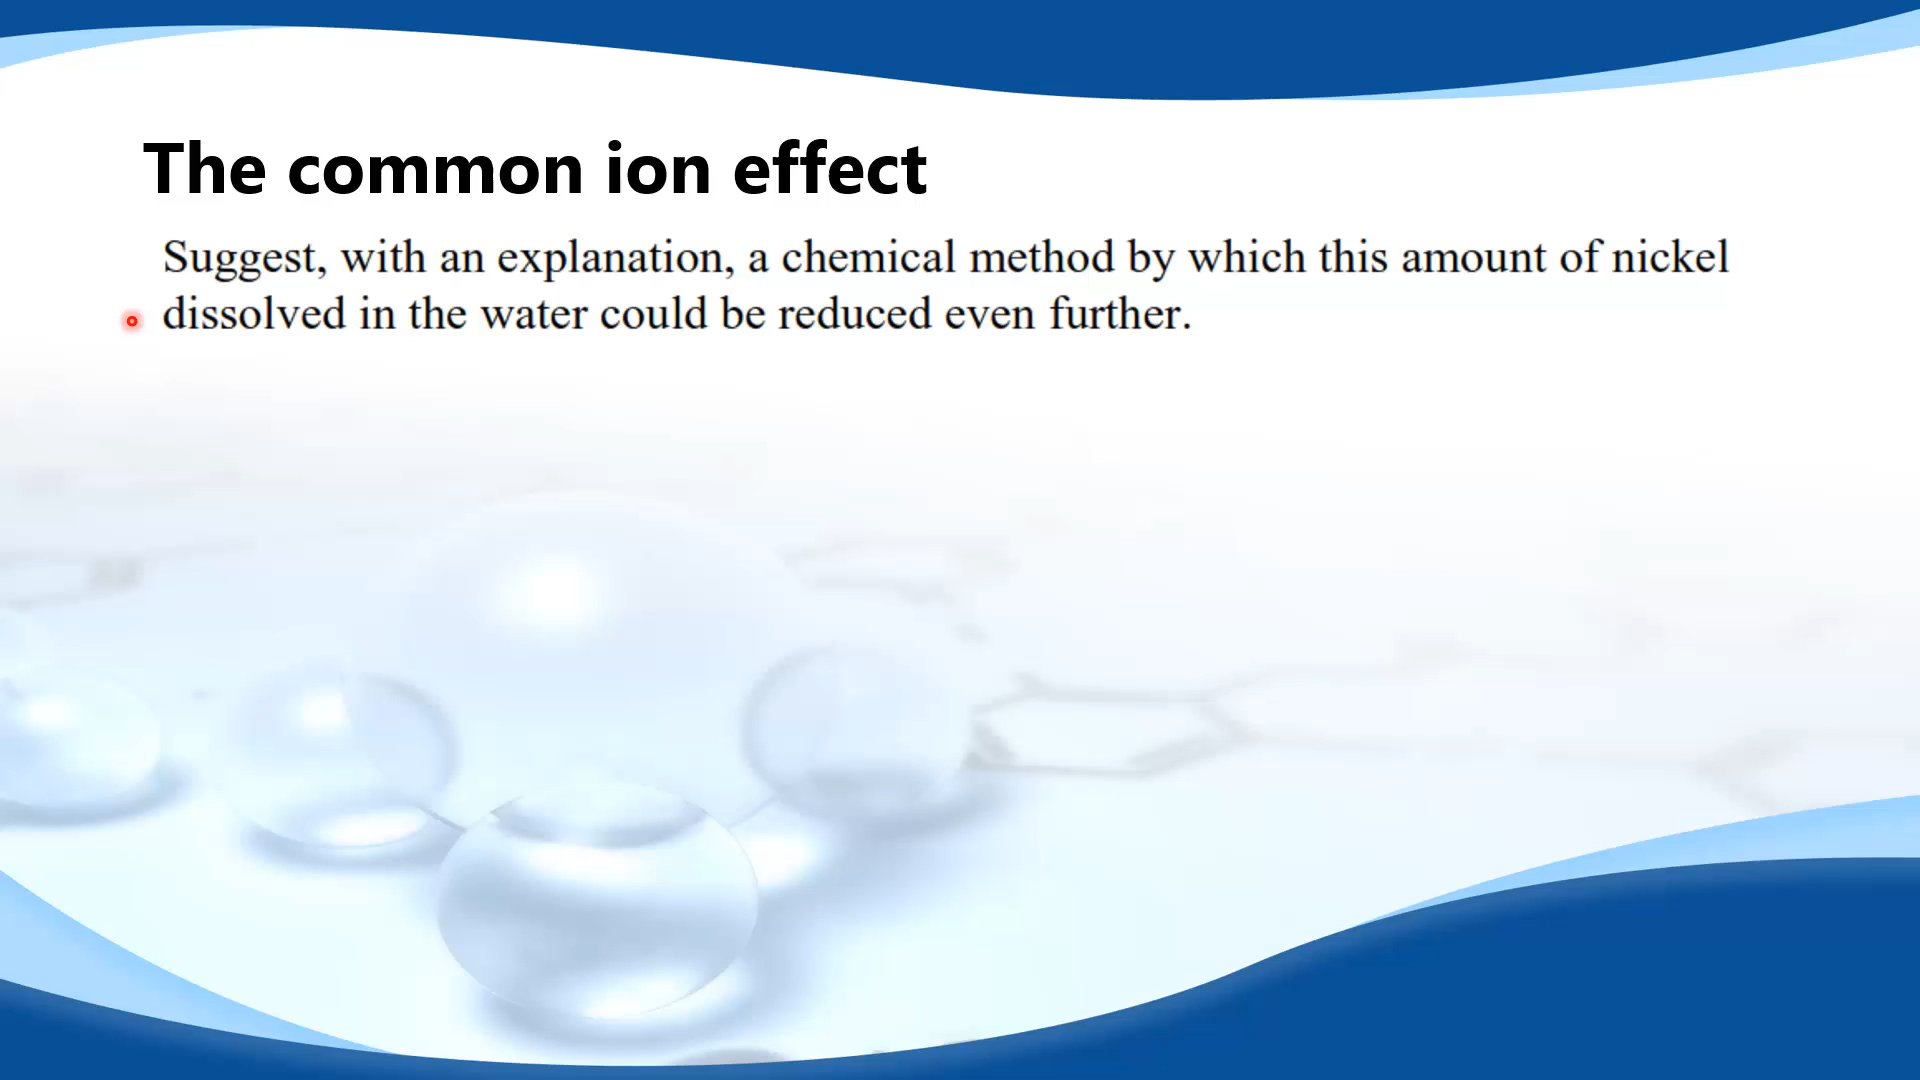 The common ion effect
Suggest, with an explanation, a chemical method by which this amount of nickel
dissolved in the water could be reduced even further.